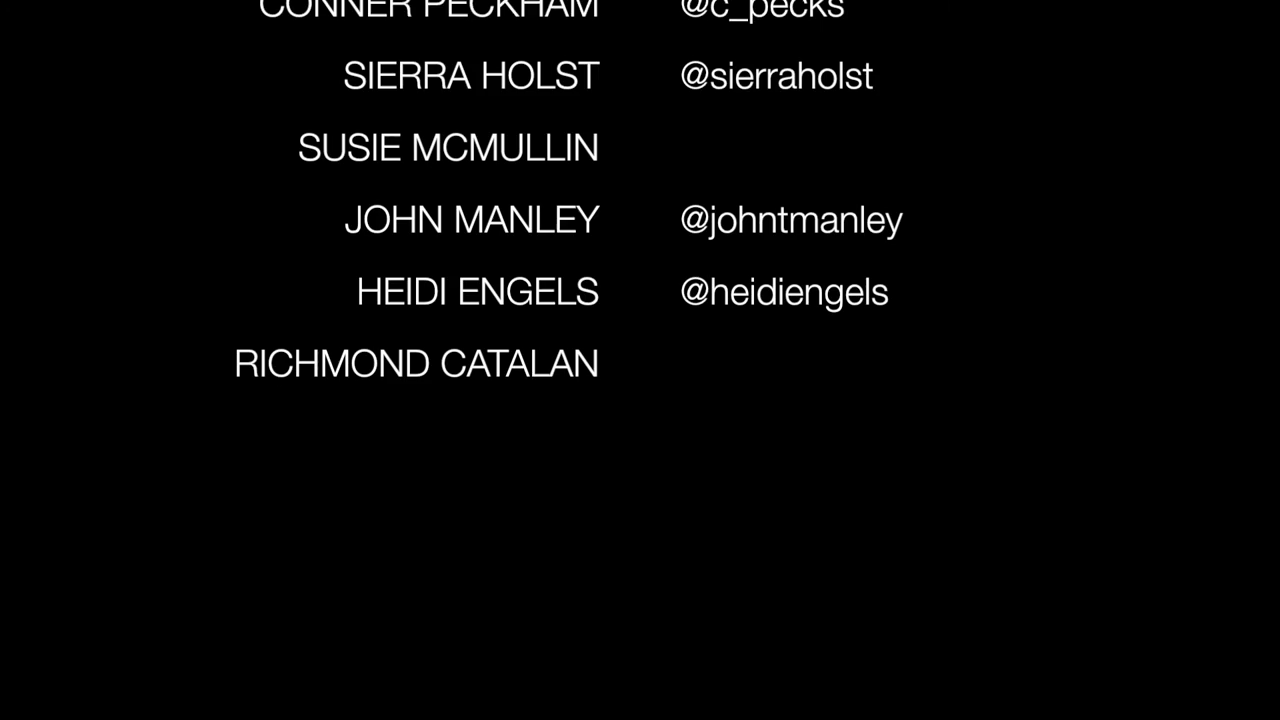 CONNER PECKHAM @c_pecks
SIERRA HOLST @sierraholst
SUSIE MCMULLIN
JOHN MANLEY @johntmanley
HEIDI ENGELS @heidiengels
RICHMOND CATALAN